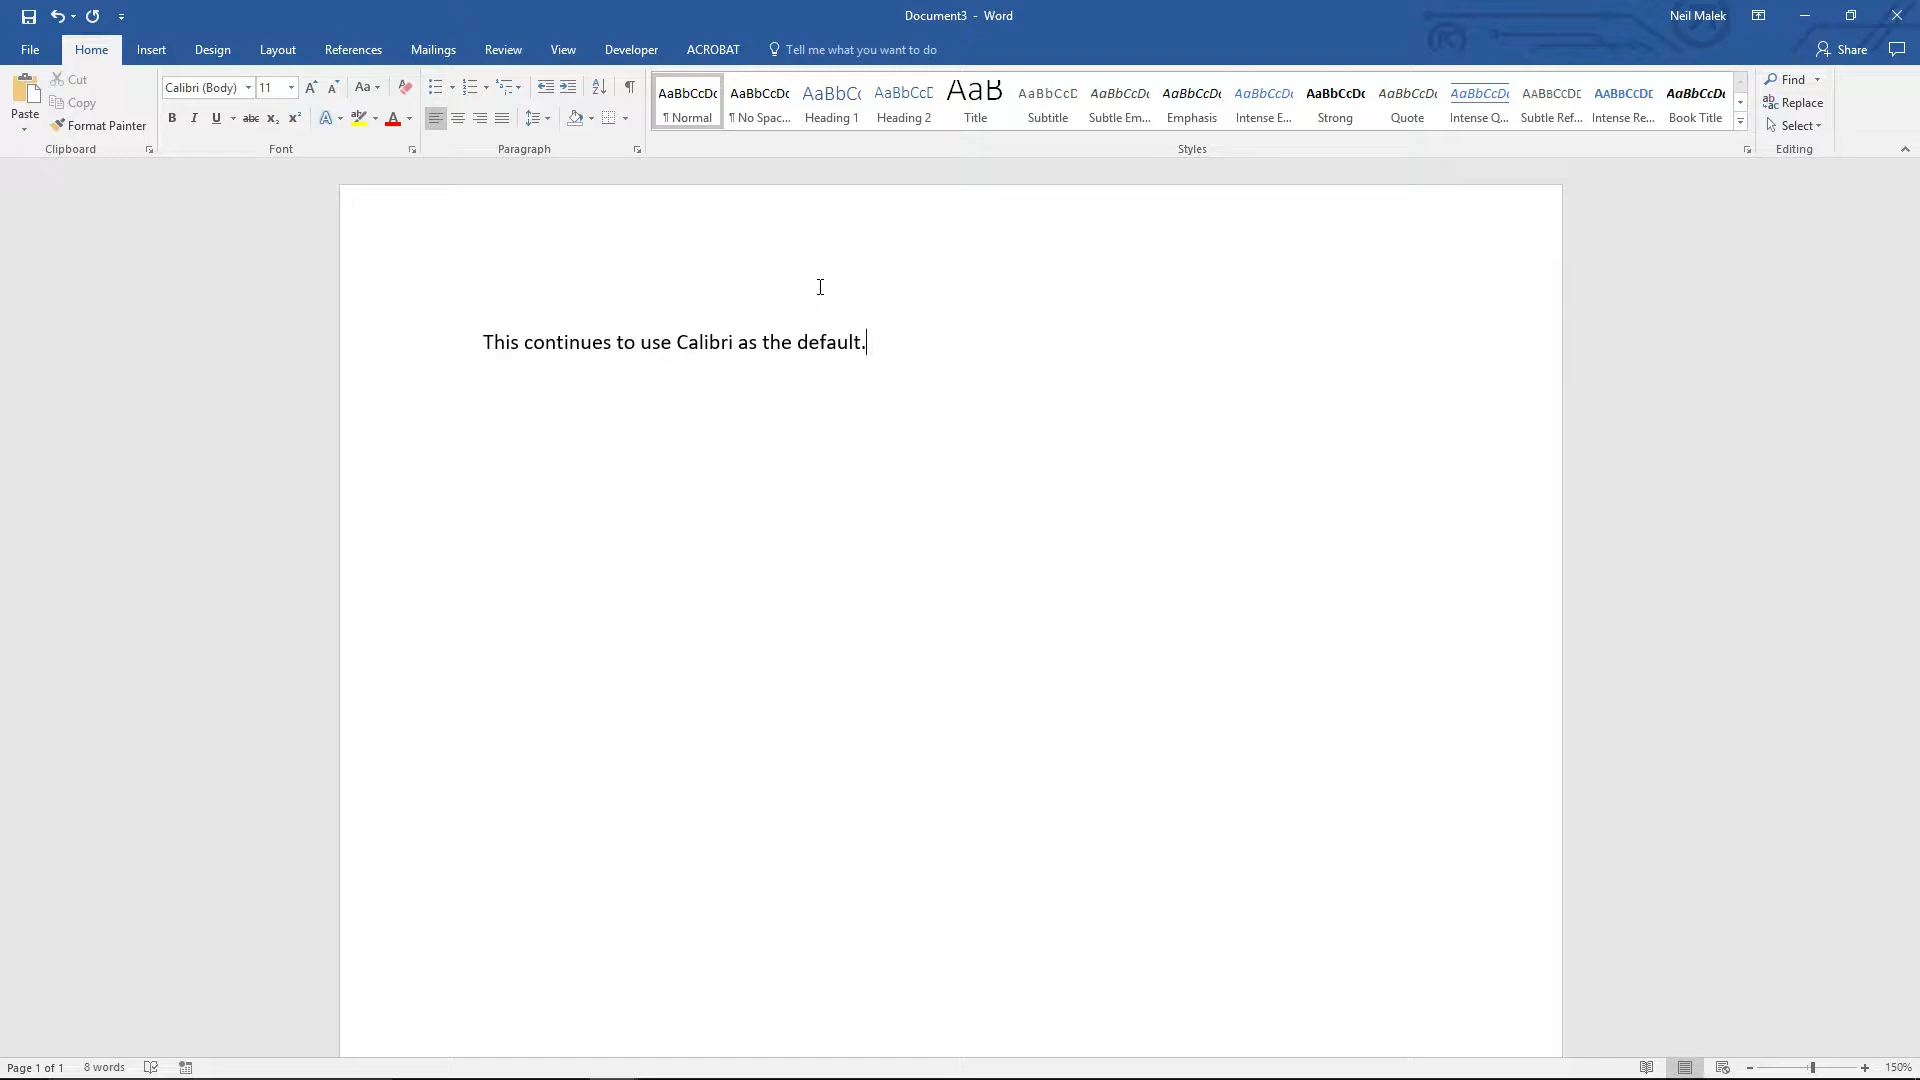 Document3 - Word
Neil Malek
File Home Insert Design Layout References Mailings Review View Developer ACROBAT Tell me what you want to do
Share
Paste
Cut
Copy
Format Painter
Clipboard
Calibri (Body) 11
Font
Paragraph
AaBbCcDc AaBbCcDc AaBbC( AaBbCcD AaB AaBbCcD AaBbCcDc AaBbCcDc AaBbCcDc AaBbCcDc AaBbCcDc AaBbCcDc AABBCCDD AABBCCDD AaBbCcDc
¶ Normal ¶ No Spac... Heading 1 Heading 2 Title Subtitle Subtle Em... Emphasis Intense E... Strong Quote Intense Q... Subtle Ref... Intense Re... Book Title
Styles
Find
Replace
Select
Editing
This continues to use Calibri as the default.
Page 1 of 1 8 words
150%